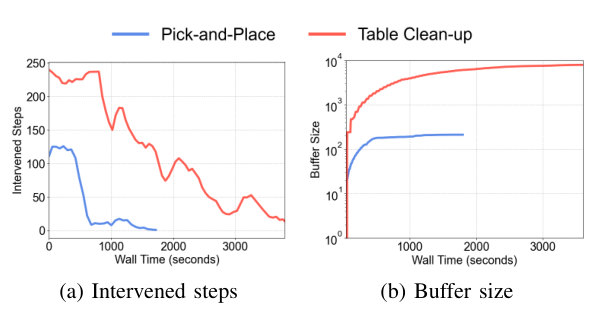 Pick-and-Place Table Clean-up
250
200
150
100
50
0
Intervened Steps
0 1000 2000 3000
Wall Time (seconds)
(a) Intervened steps
10^4
10^3
10^2
10^1
10^0
Buffer Size
1000 2000 3000
Wall Time (seconds)
(b) Buffer size